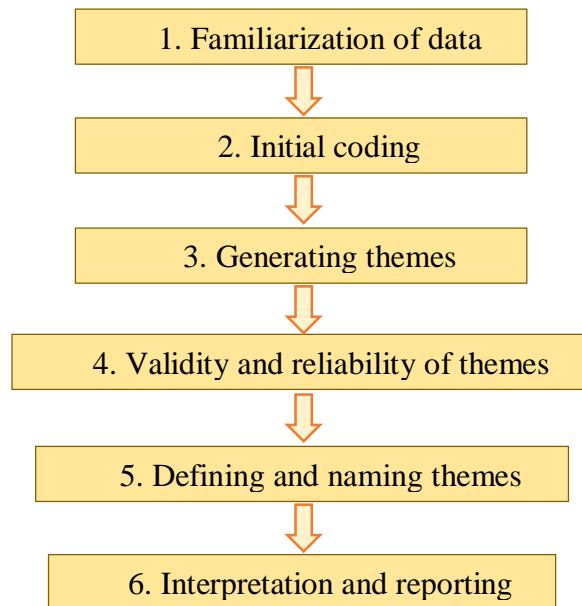 1. Familiarization of data
2. Initial coding
3. Generating themes
4. Validity and reliability of themes
5. Defining and naming themes
6. Interpretation and reporting